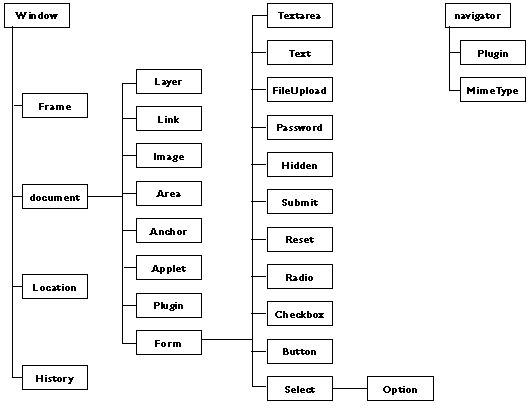 Window
Frame
document
Location
History
Layer
Link
Image
Area
Anchor
Applet
Plugin
Form
Textarea
Text
FileUpload
Password
Hidden
Submit
Reset
Radio
Checkbox
Button
Select
Option
navigator
Plugin
MimeType